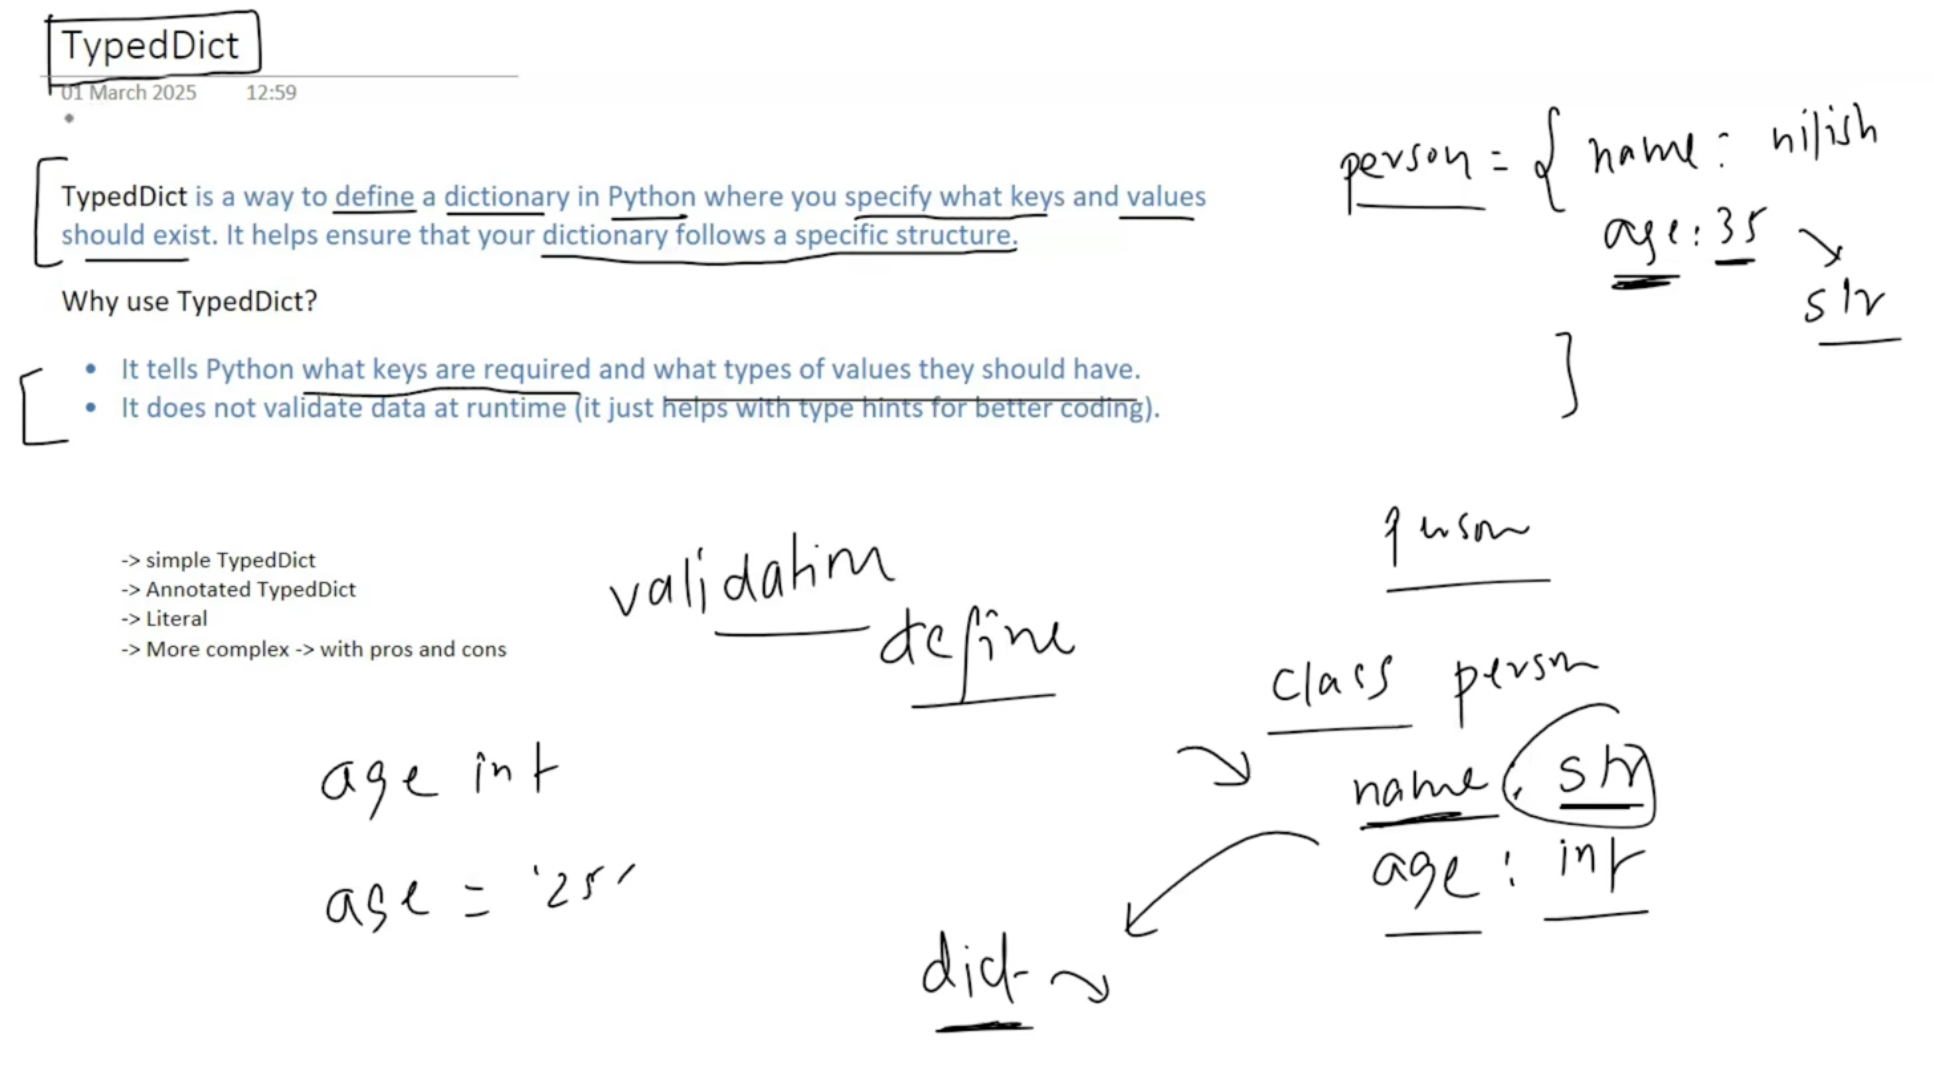 TypedDict
01 March 2025 12:59
TypedDict is a way to define a dictionary in Python where you specify what keys and values
should exist. It helps ensure that your dictionary follows a specific structure.
Why use TypedDict?
• It tells Python what keys are required and what types of values they should have.
• It does not validate data at runtime (it just helps with type hints for better coding).
-> simple TypedDict
-> Annotated TypedDict
-> Literal
-> More complex -> with pros and cons
person = { name: nitish
age: 35
str
}
validation
define
person
class person
name: str
age: int
age int
age = '25'
dict